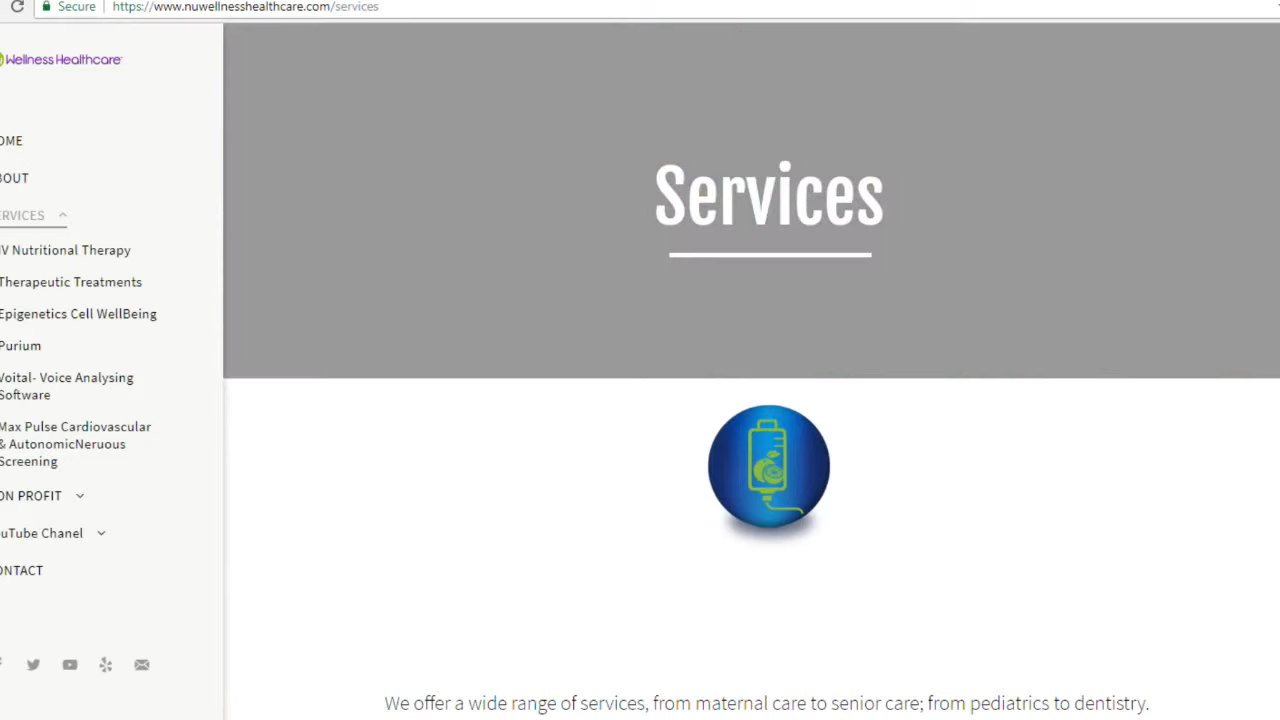 Secure
https://www.nuwellnesshealthcare.com/services
Wellness Healthcare
OME
BOUT
ERVICES
IV Nutritional Therapy
Therapeutic Treatments
Epigenetics Cell WellBeing
Purium
Voital- Voice Analysing
Software
Max Pulse Cardiovascular
& AutonomicNeruous
Screening
ON PROFIT
uTube Chanel
ONTACT
Services
We offer a wide range of services, from maternal care to senior care; from pediatrics to dentistry.